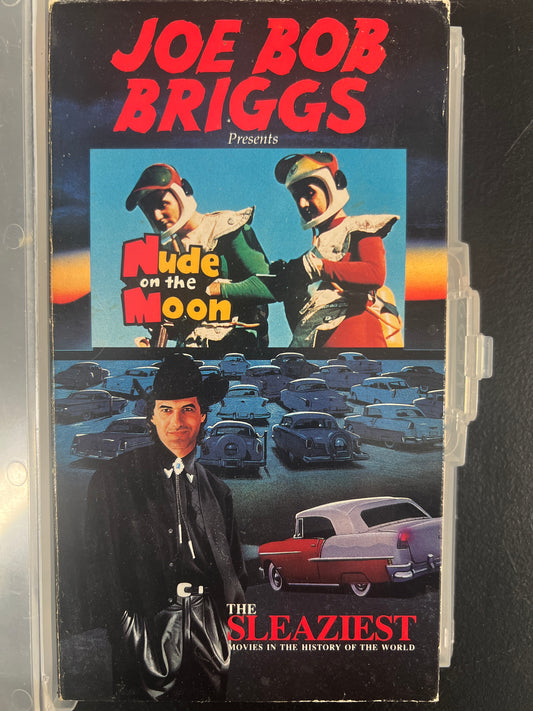 JOE BOB
BRIGGS
Presents
Nude
on the
Moon
THE
SLEAZIEST
MOVIES IN THE HISTORY OF THE WORLD